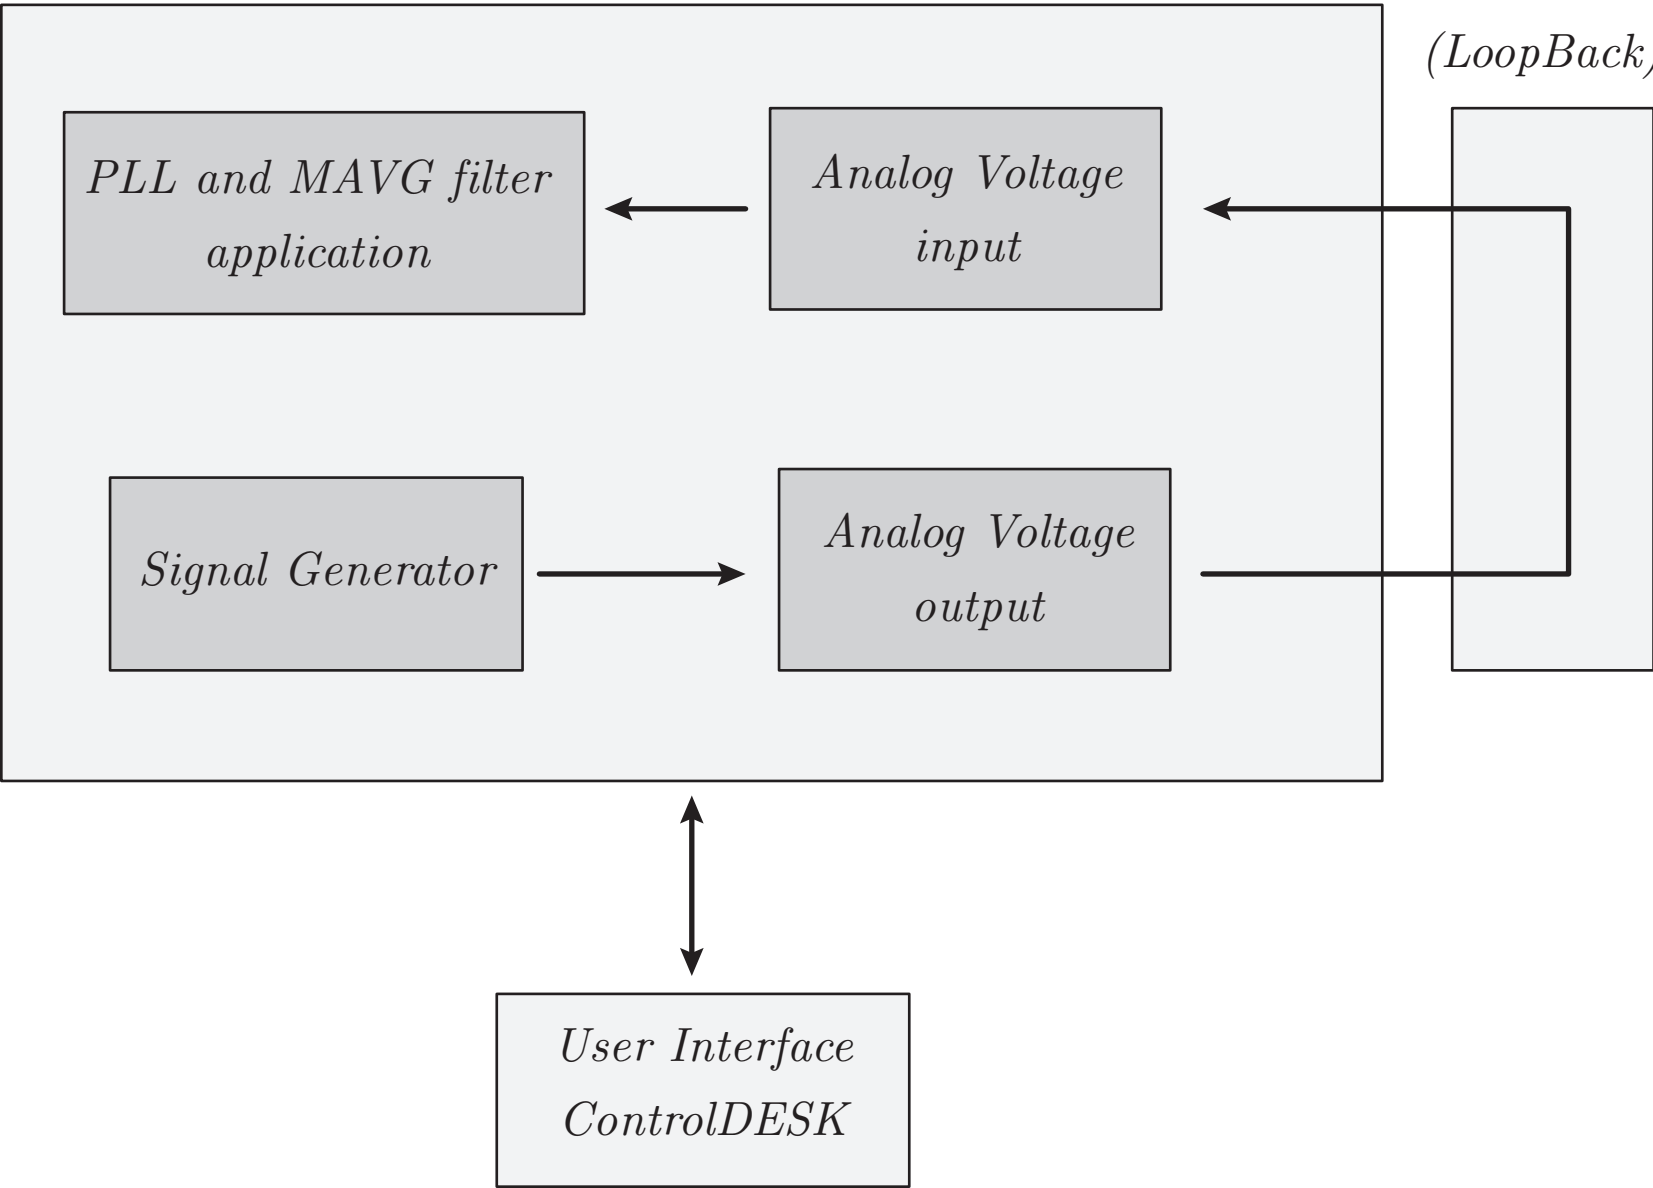 (LoopBack)
PLL and MAVG filter
application
Analog Voltage
input
Signal Generator
Analog Voltage
output
User Interface
ControlDESK